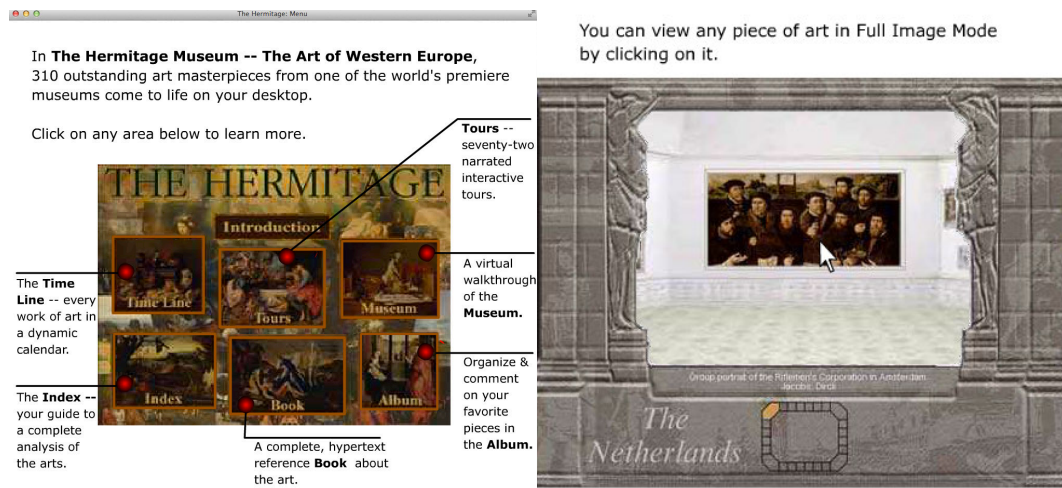 The Hermitage: Menu
In The Hermitage Museum -- The Art of Western Europe,
310 outstanding art masterpieces from one of the world's premiere
museums come to life on your desktop.
Click on any area below to learn more.
Tours --
seventy-two
narrated
interactive
tours.
THE HERMITAGE
Introduction
Time Line
Tours
Museum
Index
Book
Album
The Time
Line -- every
work of art in
a dynamic
calendar.
The Index --
your guide to
a complete
analysis of
the arts.
A virtual
walkthrough
of the
Museum.
Organize &
comment
on your
favorite
pieces in
the Album.
A complete, hypertext
reference Book about
the art.
You can view any piece of art in Full Image Mode
by clicking on it.
Group portrait of the Riflemen's Corporation in Amsterdam
Jacobs, Dirck
The
Netherlands